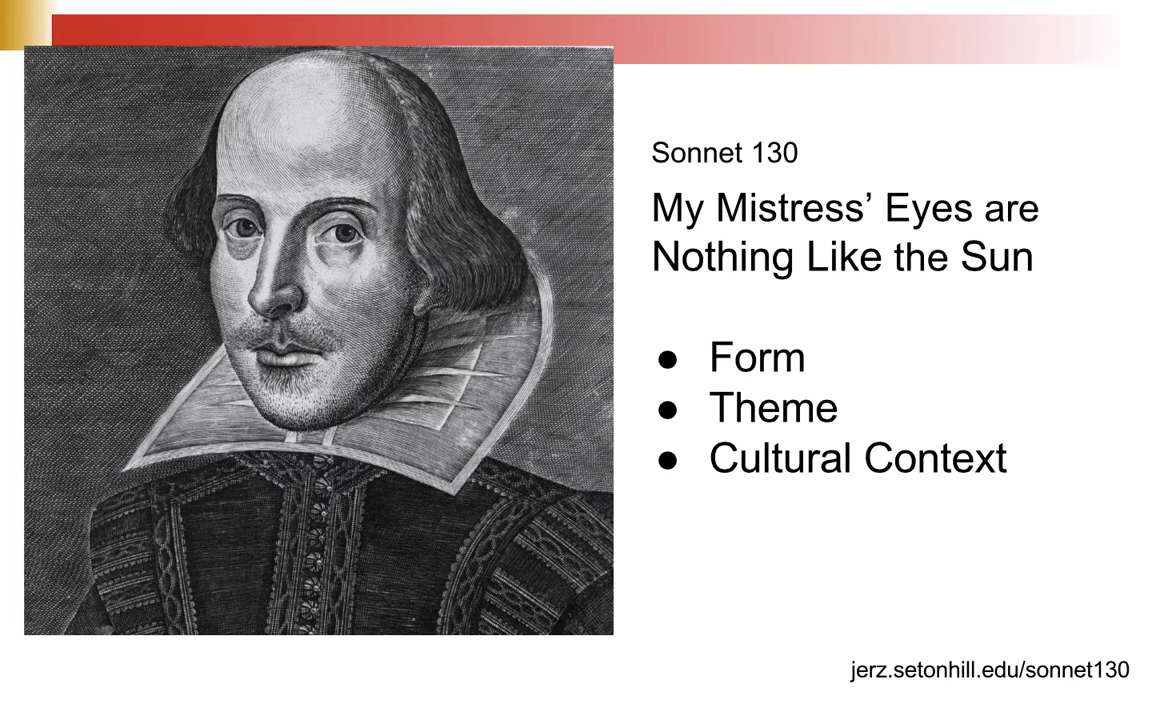 Sonnet 130
My Mistress’ Eyes are
Nothing Like the Sun
● Form
● Theme
● Cultural Context
jerz.setonhill.edu/sonnet130